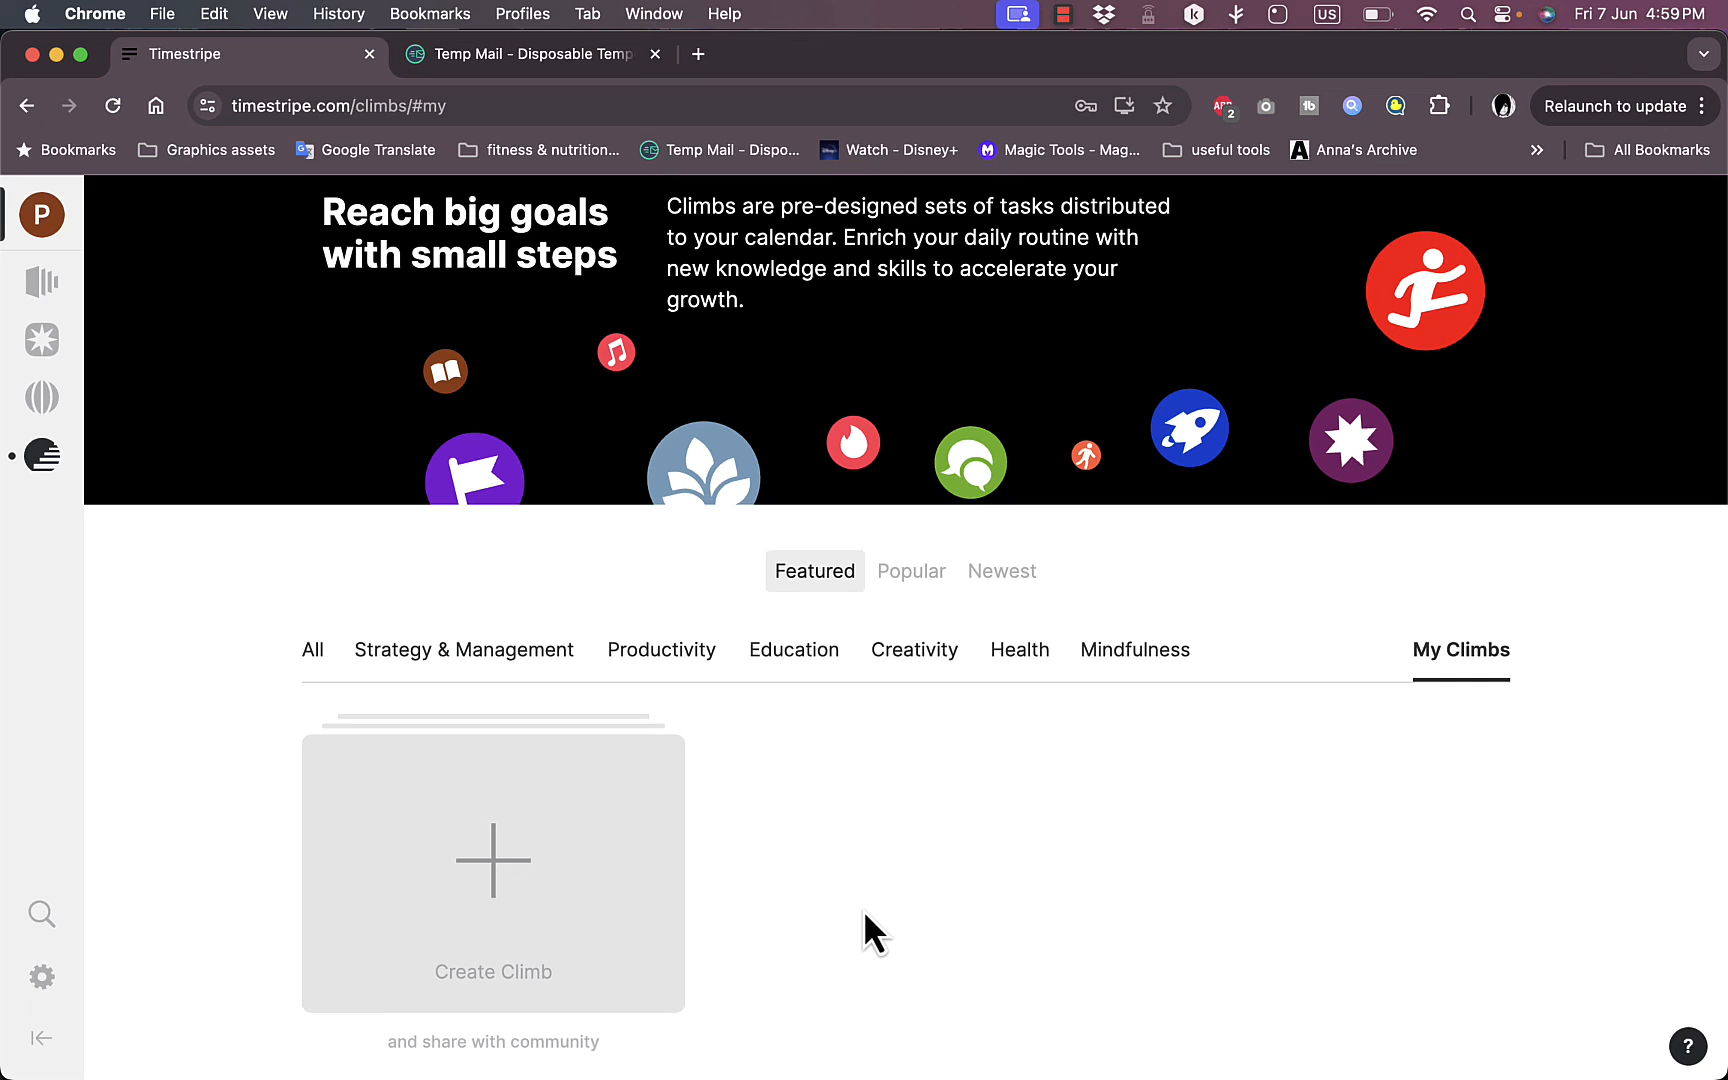 Chrome File Edit View History Bookmarks Profiles Tab Window Help US Fri 7 Jun 4:59 PM
Timestripe Temp Mail - Disposable Temp
timestripe.com/climbs/#my ABP 2 tb Relaunch to update
Bookmarks Graphics assets Google Translate fitness & nutrition... Temp Mail - Dispo... Watch - Disney+ Magic Tools - Mag... useful tools Anna's Archive All Bookmarks
P
Reach big goals
with small steps
Climbs are pre-designed sets of tasks distributed
to your calendar. Enrich your daily routine with
new knowledge and skills to accelerate your
growth.
Featured Popular Newest
All Strategy & Management Productivity Education Creativity Health Mindfulness My Climbs
Create Climb
and share with community
?